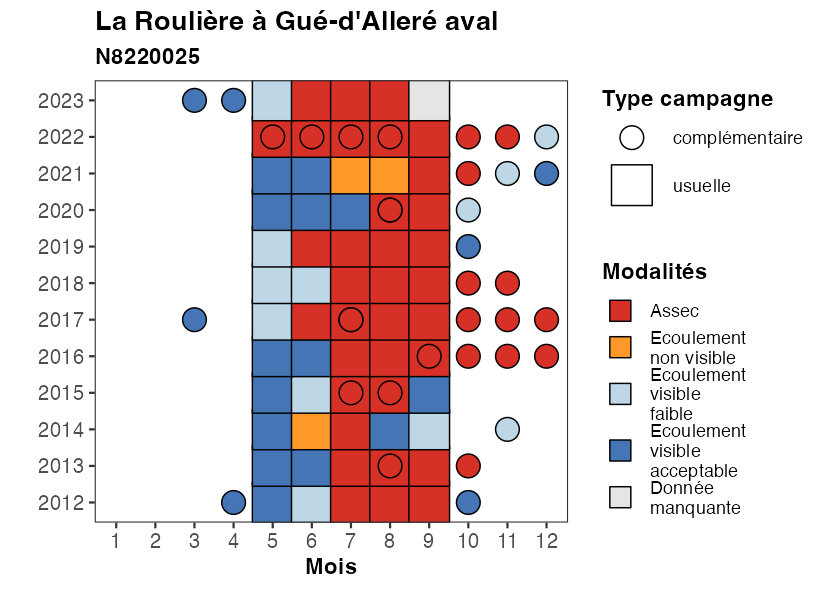 La Roulière à Gué-d'Alleré aval
N8220025
2023
2022
2021
2020
2019
2018
2017
2016
2015
2014
2013
2012
1 2 3 4 5 6 7 8 9 10 11 12
Mois
Type campagne
complémentaire
usuelle
Modalités
Assec
Ecoulement
non visible
Ecoulement
visible
faible
Ecoulement
visible
acceptable
Donnée
manquante